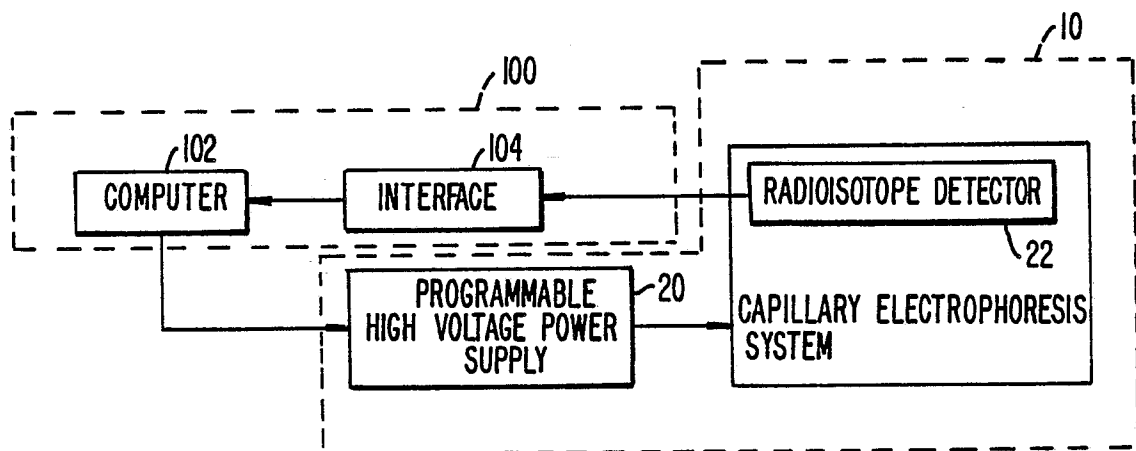 10
100
102
104
COMPUTER
INTERFACE
RADIOISOTOPE DETECTOR
22
20
PROGRAMMABLE
HIGH VOLTAGE POWER
SUPPLY
CAPILLARY ELECTROPHORESIS
SYSTEM